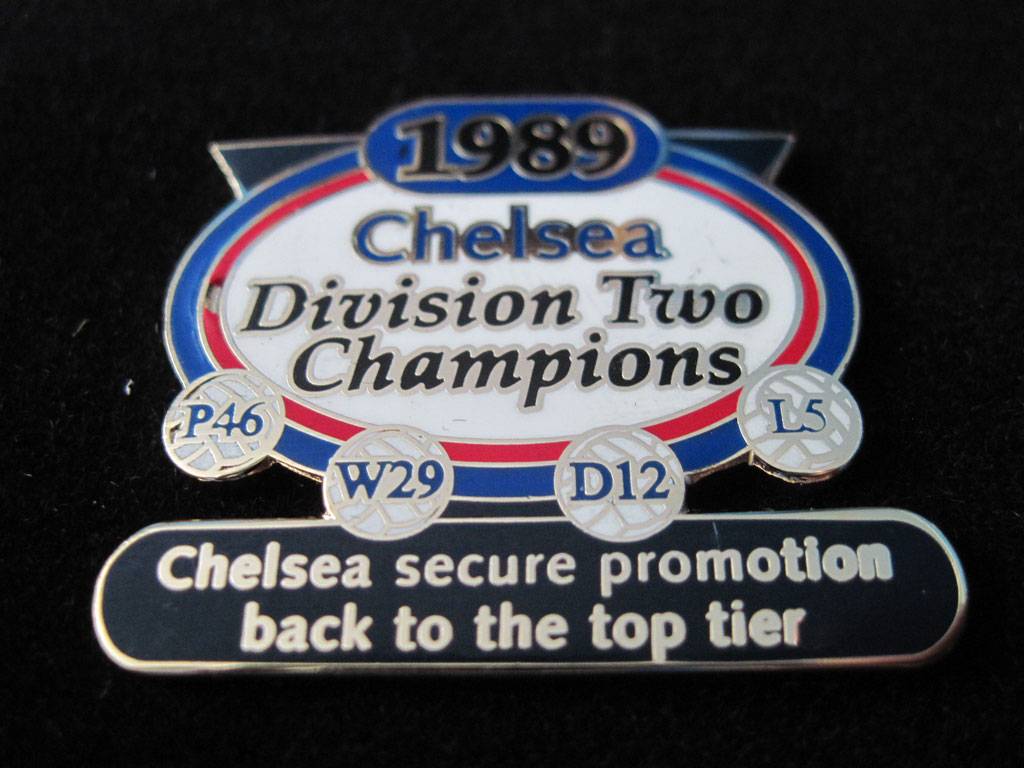 1989
Chelsea
Division Two
Champions
P46
W29
D12
L5
Chelsea secure promotion
back to the top tier